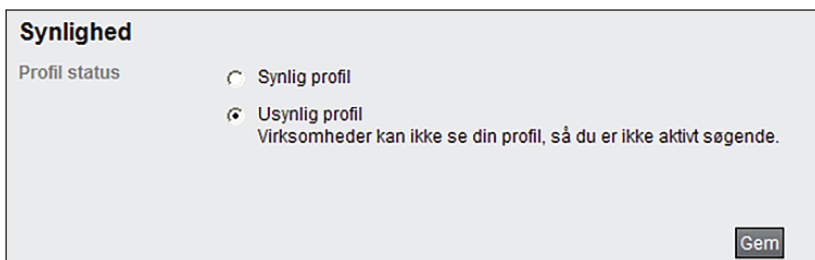 Synlighed
Profil status
Synlig profil
Usynlig profil
Virksomheder kan ikke se din profil, så du er ikke aktivt søgende.
Gem